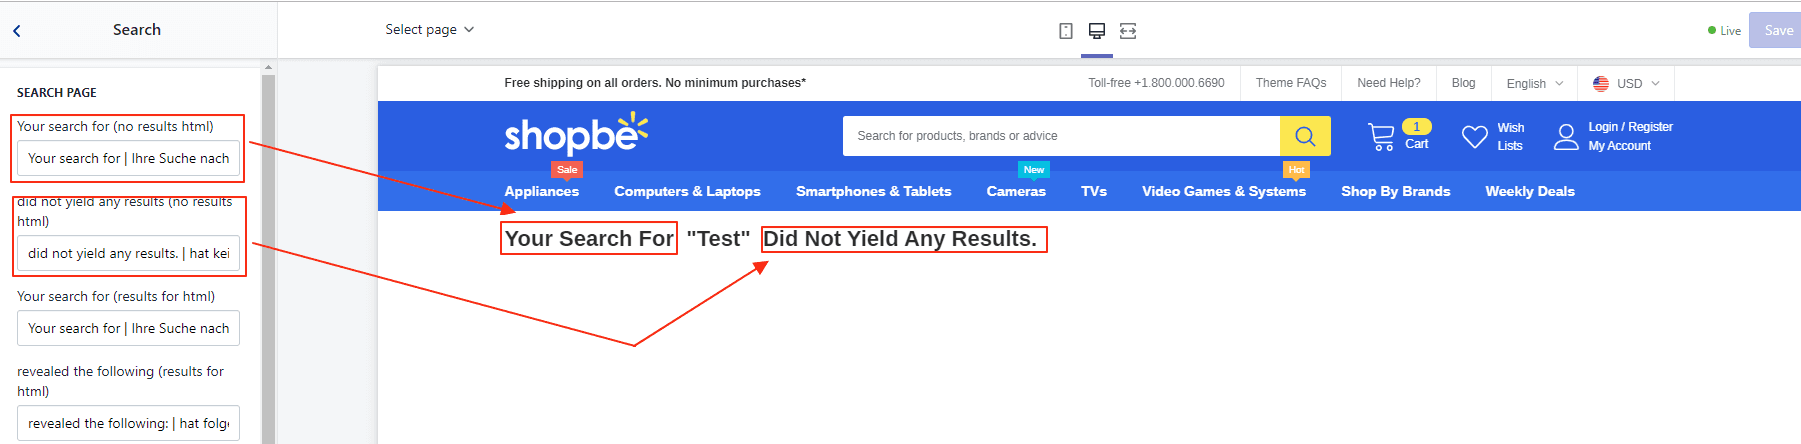 Search
Select page
Live
Save
SEARCH PAGE
Your search for (no results html)
Your search for | Ihre Suche nach
did not yield any results (no results
html)
did not yield any results. | hat kei
Your search for (results for html)
Your search for | Ihre Suche nach
revealed the following (results for
html)
revealed the following: | hat folg
Free shipping on all orders. No minimum purchases*
Toll-free +1.800.000.6690
Theme FAQs
Need Help?
Blog
English
USD
shopbe
Search for products, brands or advice
1
Cart
Wish
Lists
Login / Register
My Account
Sale
New
Hot
Appliances
Computers & Laptops
Smartphones & Tablets
Cameras
TVs
Video Games & Systems
Shop By Brands
Weekly Deals
Your Search For "Test" Did Not Yield Any Results.